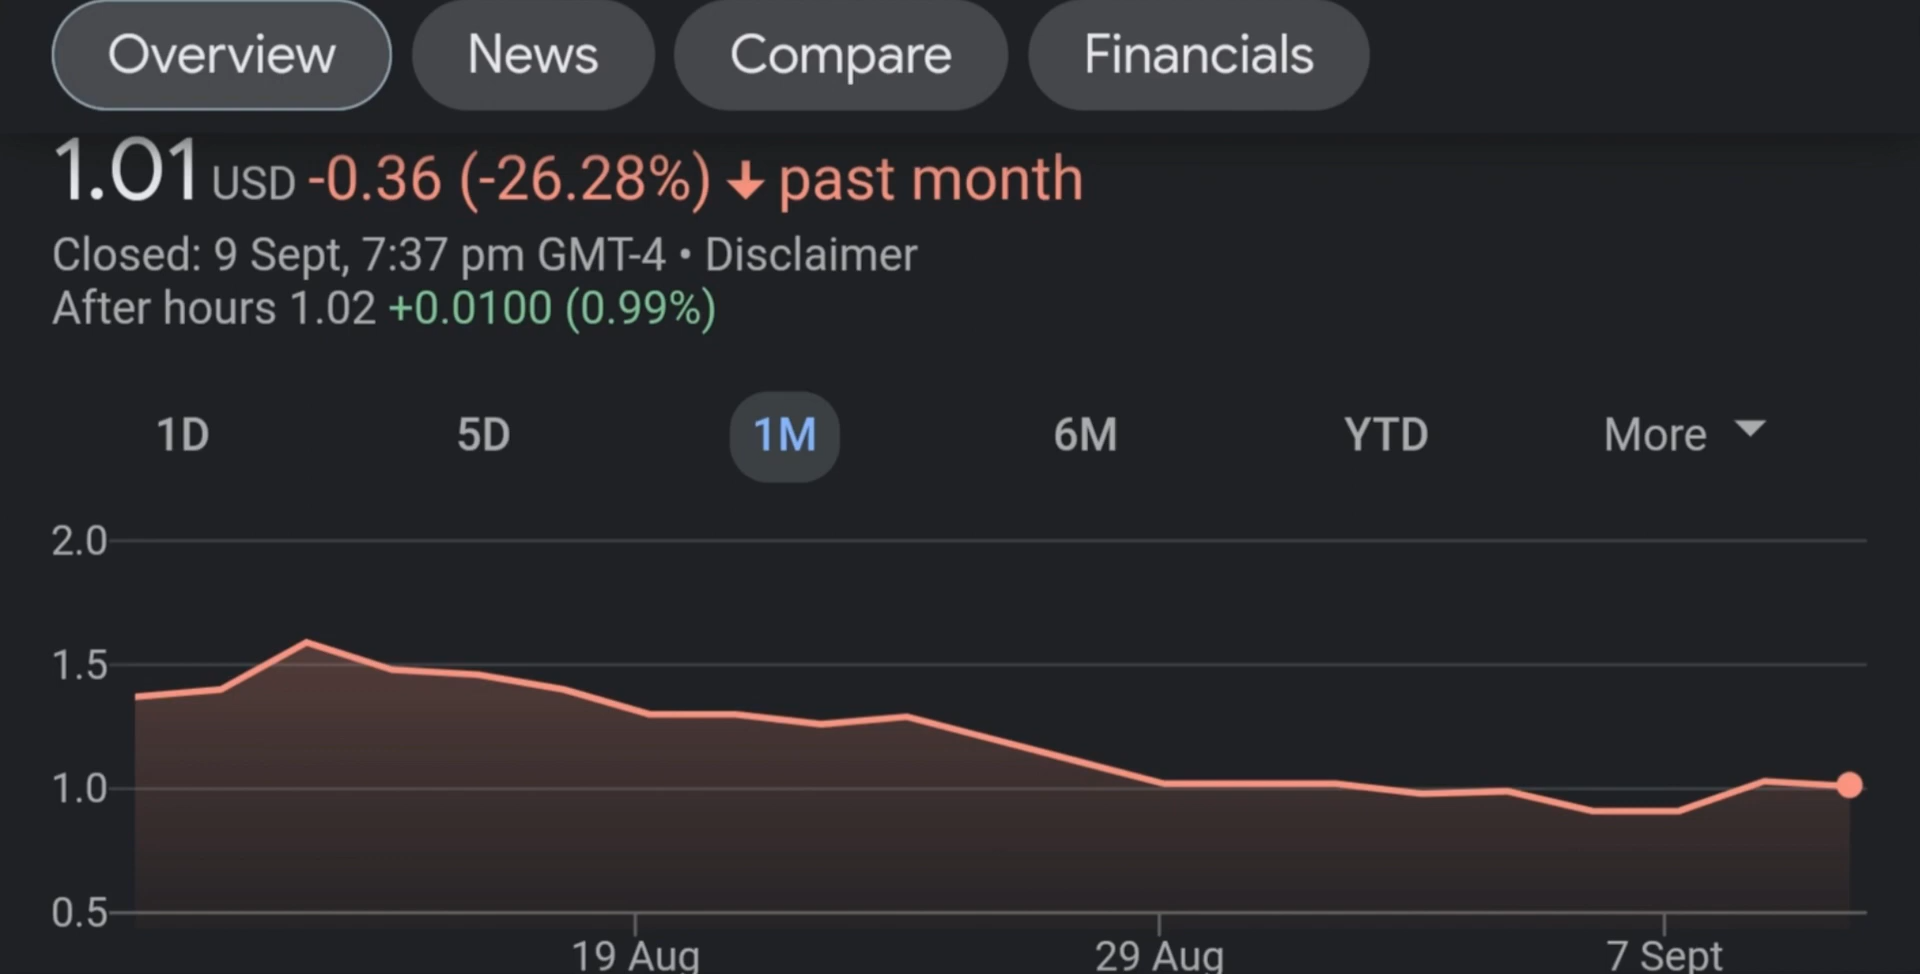 Overview News Compare Financials
1.01 USD -0.36 (-26.28%) ↓ past month
Closed: 9 Sept, 7:37 pm GMT-4 • Disclaimer
After hours 1.02 +0.0100 (0.99%)
1D 5D 1M 6M YTD More
2.0
1.5
1.0
0.5
19 Aug 29 Aug 7 Sept